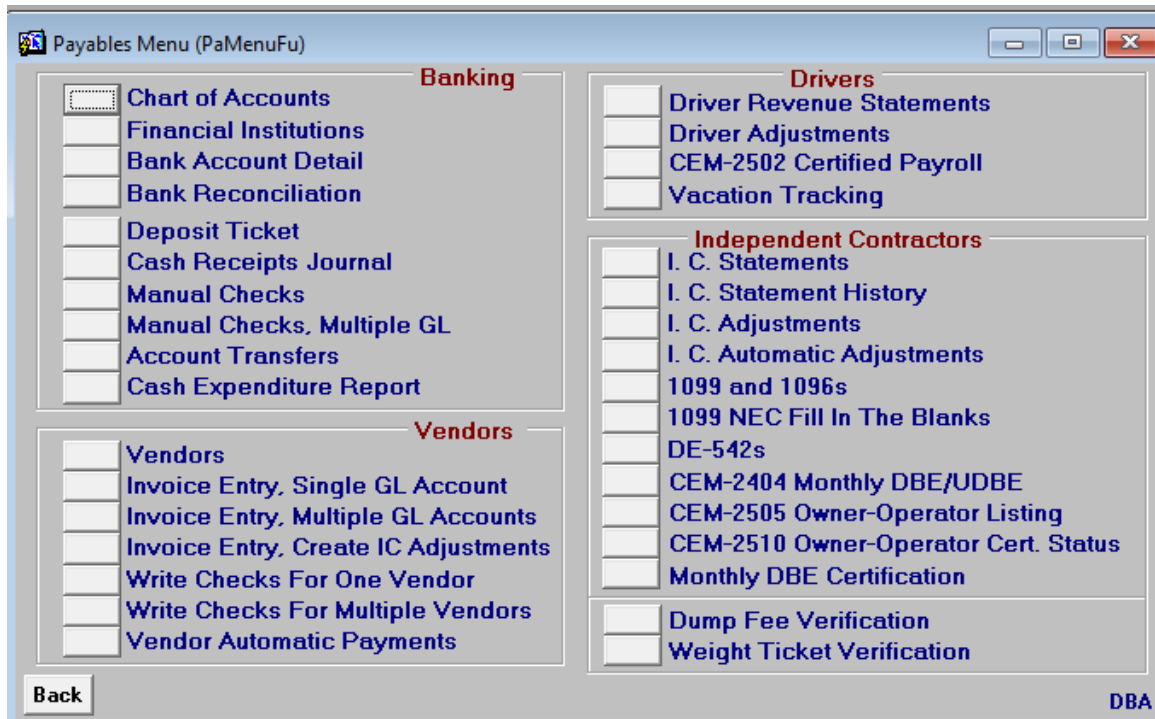 Payables Menu (PaMenuFu)
Banking
Chart of Accounts
Financial Institutions
Bank Account Detail
Bank Reconciliation
Deposit Ticket
Cash Receipts Journal
Manual Checks
Manual Checks, Multiple GL
Account Transfers
Cash Expenditure Report
Vendors
Vendors
Invoice Entry, Single GL Account
Invoice Entry, Multiple GL Accounts
Invoice Entry, Create IC Adjustments
Write Checks For One Vendor
Write Checks For Multiple Vendors
Vendor Automatic Payments
Back
Drivers
Driver Revenue Statements
Driver Adjustments
CEM-2502 Certified Payroll
Vacation Tracking
Independent Contractors
I. C. Statements
I. C. Statement History
I. C. Adjustments
I. C. Automatic Adjustments
1099 and 1096s
1099 NEC Fill In The Blanks
DE-542s
CEM-2404 Monthly DBE/UDBE
CEM-2505 Owner-Operator Listing
CEM-2510 Owner-Operator Cert. Status
Monthly DBE Certification
Dump Fee Verification
Weight Ticket Verification
DBA